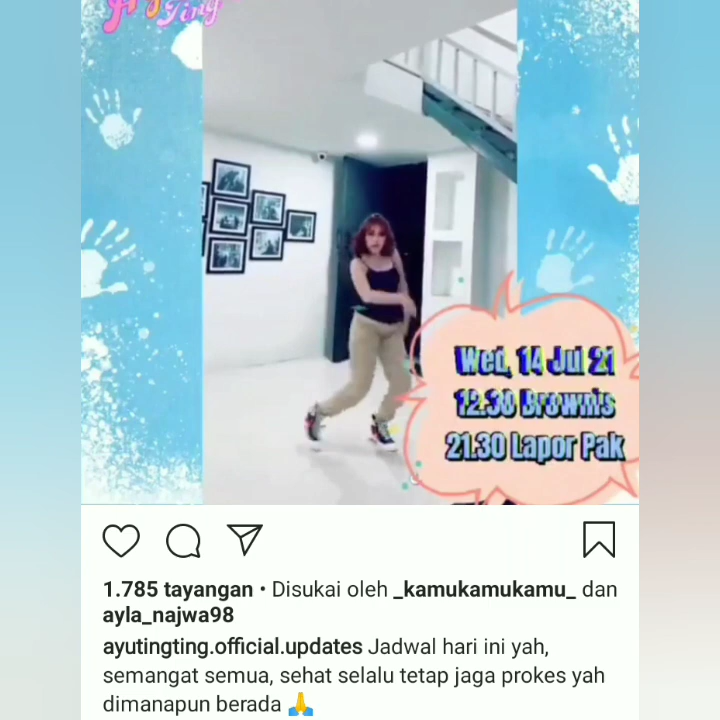 Ting
Wed, 14 Jul 21
12.30 Brownis
21.30 Lapor Pak
1.785 tayangan • Disukai oleh _kamukamukamu_ dan
ayla_najwa98
ayutingting.official.updates Jadwal hari ini yah,
semangat semua, sehat selalu tetap jaga prokes yah
dimanapun berada 🙏